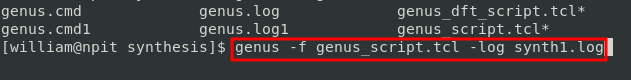 genus.cmd genus.log genus_dft_script.tcl*
genus.cmd1 genus.log1 genus_script.tcl*
[william@npit synthesis]$ genus -f genus_script.tcl -log synth1.log